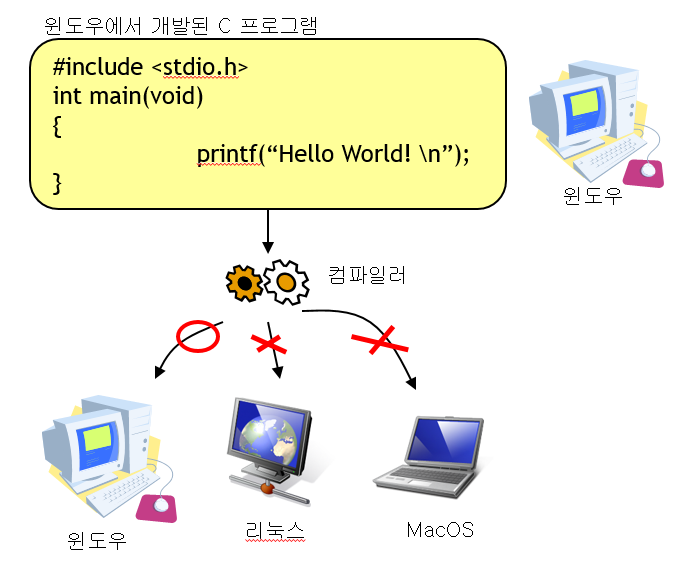 윈도우에서 개발된 C 프로그램
#include <stdio.h>
int main(void)
{
printf(“Hello World! \n”);
}
윈도우
컴파일러
윈도우
리눅스
MacOS